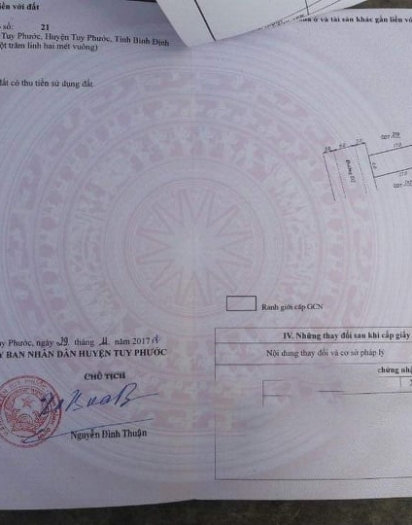 liền với đất
số: 21
Tuy Phước, Huyện Tuy Phước, Tỉnh Bình Định
một trăm linh hai mét vuông)
đất có thu tiền sử dụng đất.
Tuy Phước, ngày 29 tháng 11 năm 2017
ỦY BAN NHÂN DÂN HUYỆN TUY PHƯỚC
CHỦ TỊCH
Nguyễn Đình Thuận
ở và tài sản khác gắn liền với
Ranh giới cấp GCN
IV. Những thay đổi sau khi cấp giấy
Nội dung thay đổi và cơ sở pháp lý
chứng nhận